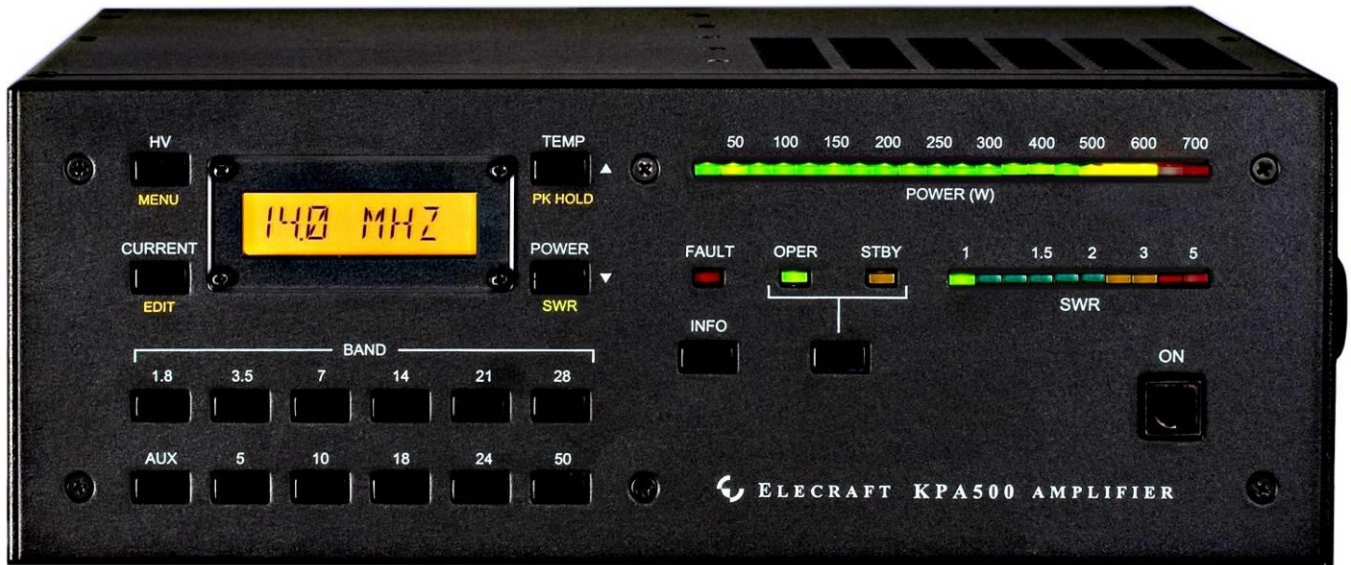 HV
MENU
14.0 MHZ
TEMP
PK HOLD
CURRENT
EDIT
POWER
SWR
BAND
1.8 3.5 7 14 21 28
AUX 5 10 18 24 50
50 100 150 200 250 300 400 500 600 700
POWER (W)
FAULT OPER STBY
1 1.5 2 3 5
SWR
INFO
ON
ELECRAFT KPA500 AMPLIFIER